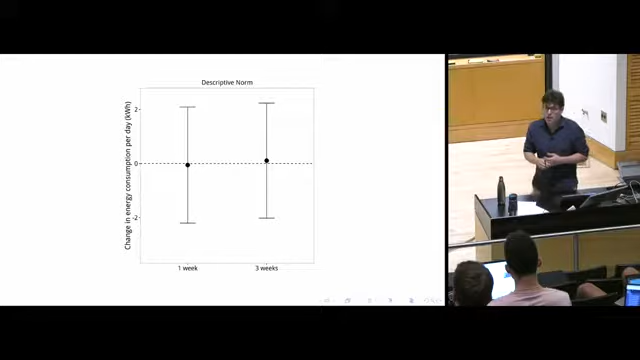 Descriptive Norm
Change in energy consumption per day (kWh)
2
0
-2
1 week
3 weeks